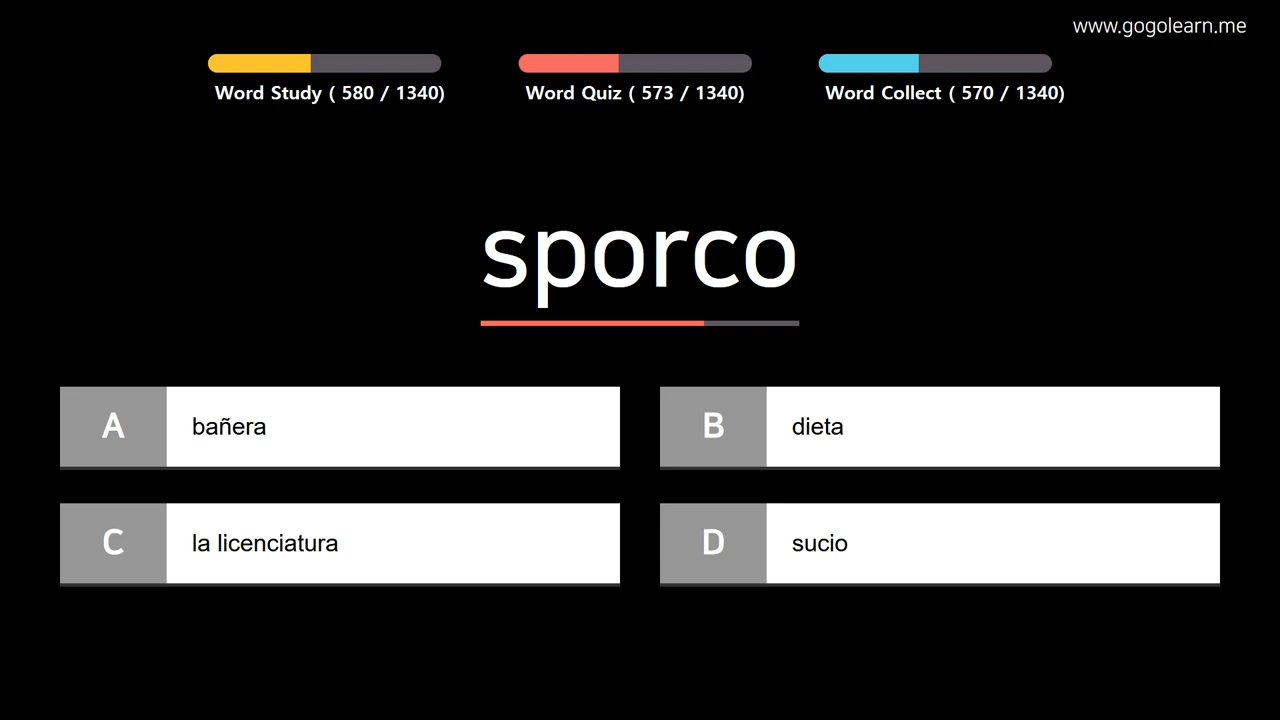 www.gogolearn.me
Word Study ( 580 / 1340)
Word Quiz ( 573 / 1340)
Word Collect ( 570 / 1340)
sporco
A bañera
B dieta
C la licenciatura
D sucio